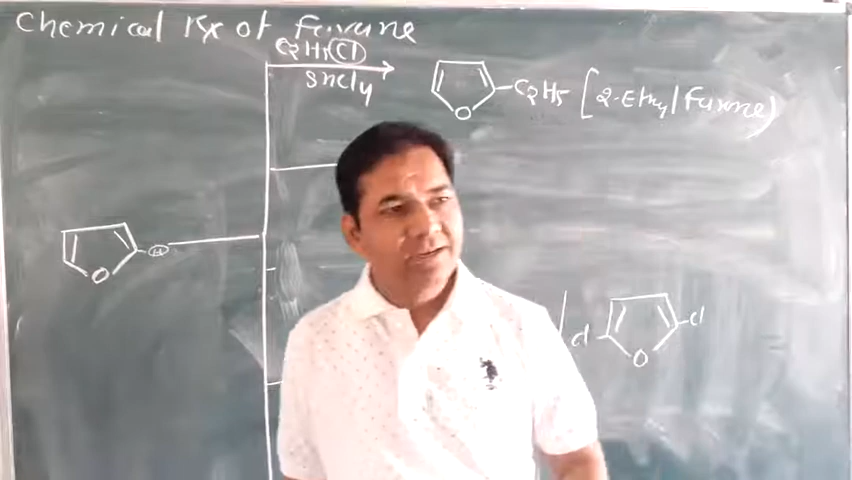 Chemical Rx of Furane
C2H5Cl
SnCl4
C2H5 [2-Ethyl Furane]
O
H
O
Cl
Cl
O